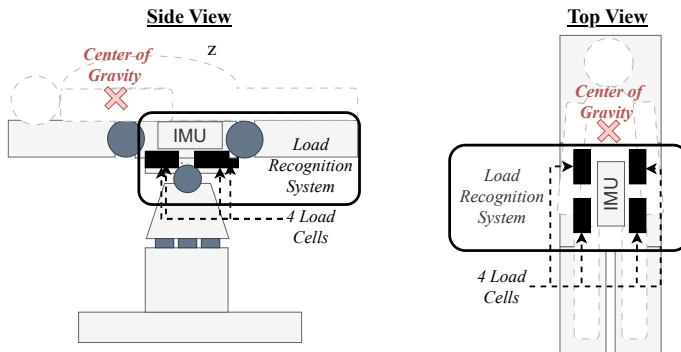 Side View
z
Center of
Gravity
IMU
Load
Recognition
System
4 Load
Cells
Top View
Center of
Gravity
Load
Recognition
System
IMU
4 Load
Cells